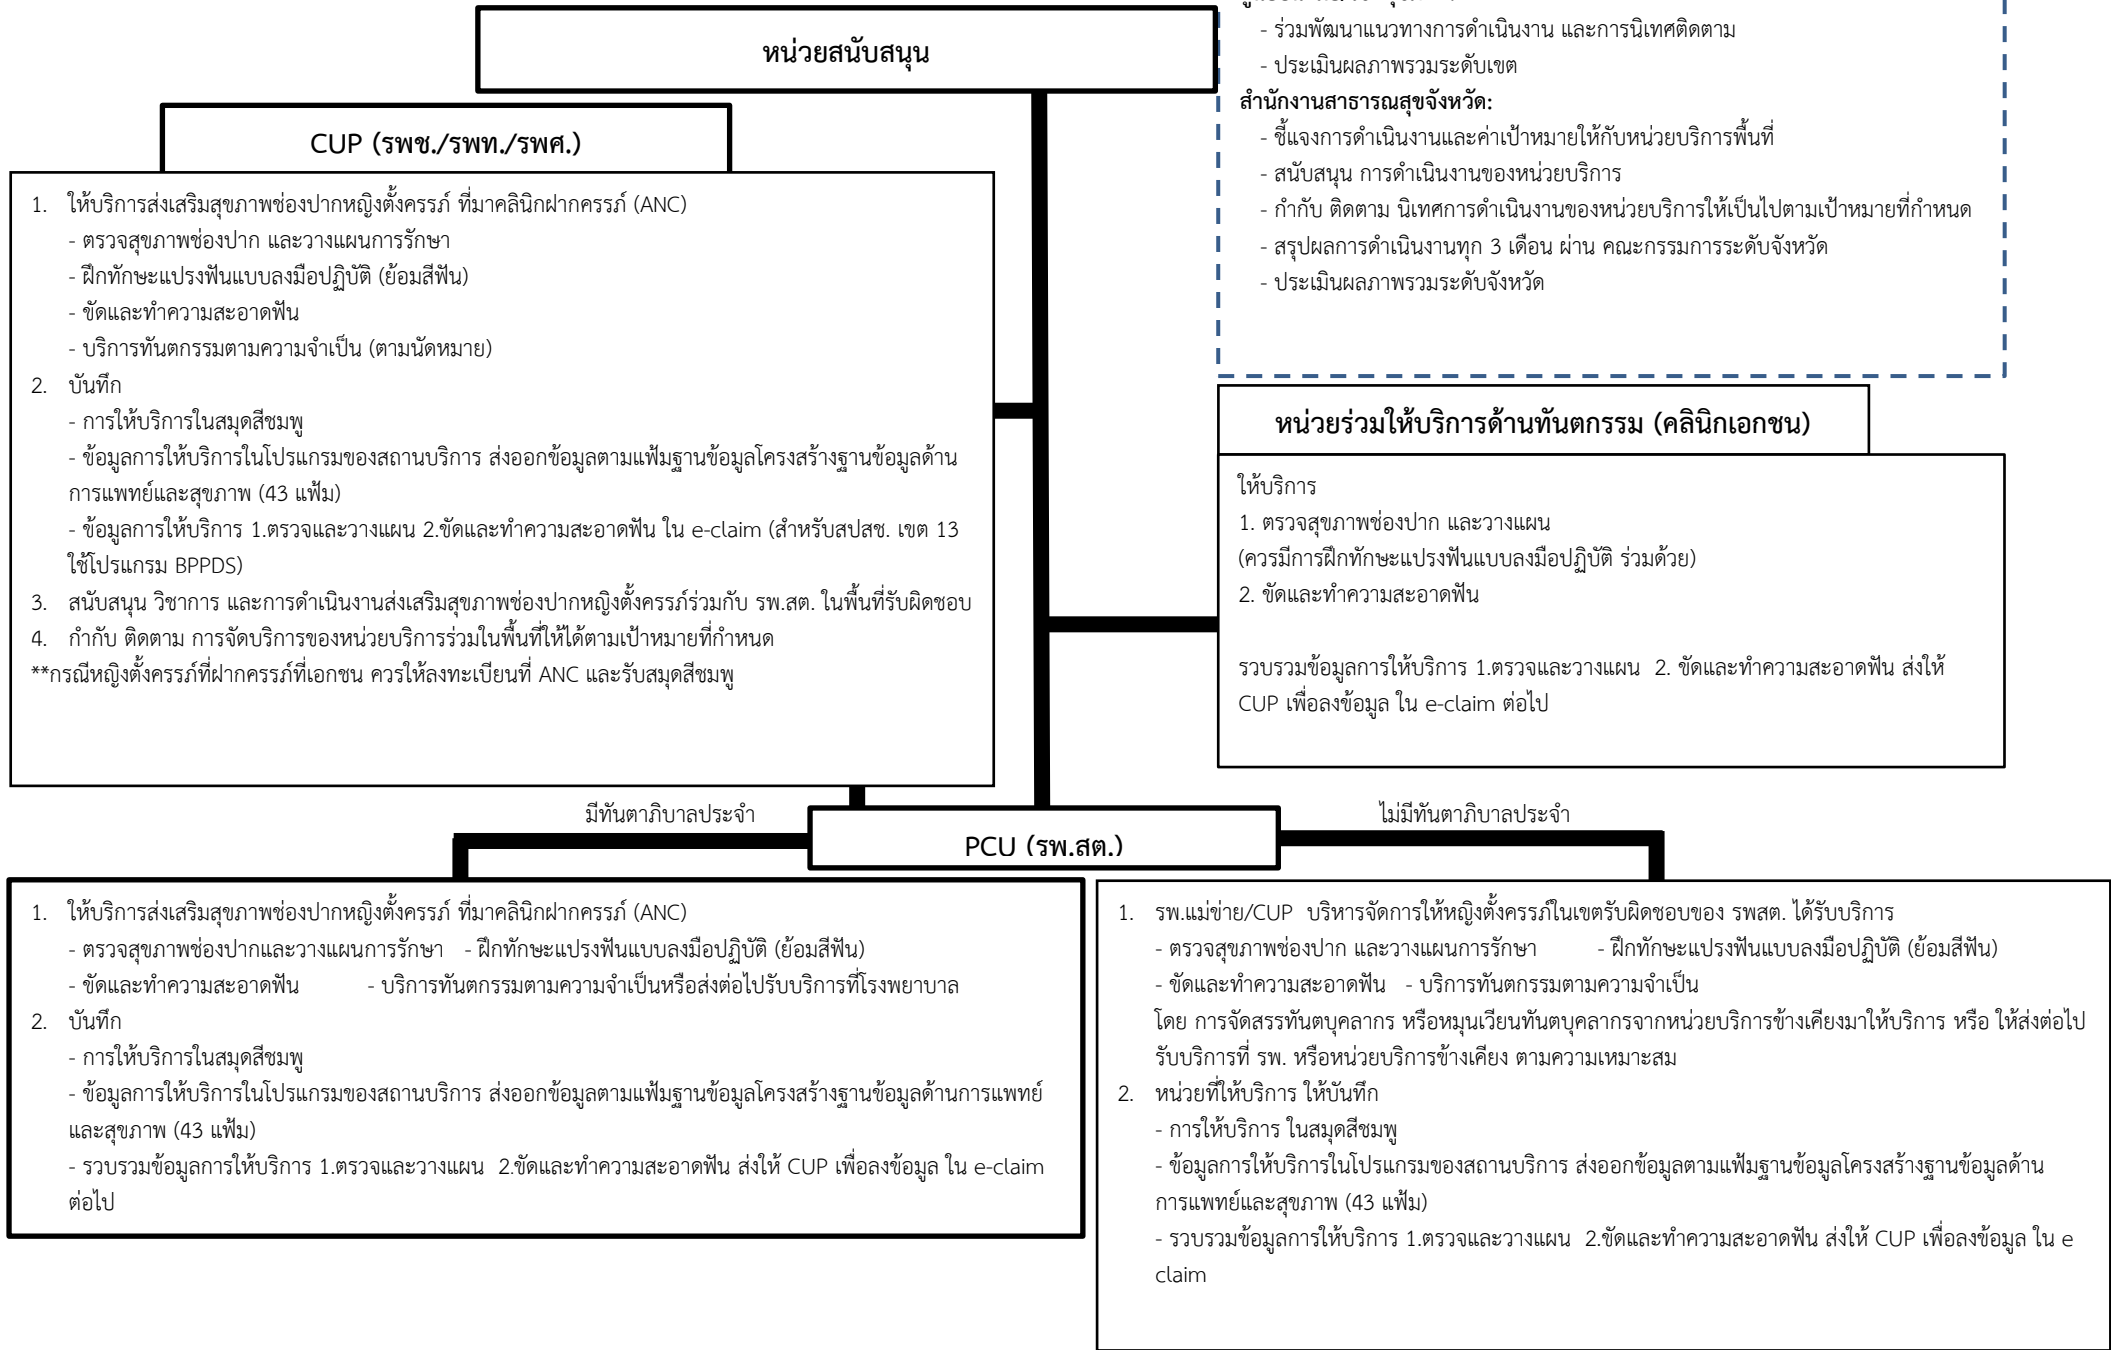 หน่วยสนับสนุน
- ร่วมพัฒนาแนวทางการดำเนินงาน และการนิเทศติดตาม
- ประเมินผลภาพรวมระดับเขต
สำนักงานสาธารณสุขจังหวัด:
- ชี้แจงการดำเนินงานและค่าเป้าหมายให้กับหน่วยบริการพื้นที่
- สนับสนุน การดำเนินงานของหน่วยบริการ
- กำกับ ติดตาม นิเทศการดำเนินงานของหน่วยบริการให้เป็นไปตามเป้าหมายที่กำหนด
- สรุปผลการดำเนินงานทุก 3 เดือน ผ่าน คณะกรรมการระดับจังหวัด
- ประเมินผลภาพรวมระดับจังหวัด
CUP (รพช./รพท./รพศ.)
1. ให้บริการส่งเสริมสุขภาพช่องปากหญิงตั้งครรภ์ ที่มาคลินิกฝากครรภ์ (ANC)
- ตรวจสุขภาพช่องปาก และวางแผนการรักษา
- ฝึกทักษะแปรงฟันแบบลงมือปฏิบัติ (ย้อมสีฟัน)
- ขัดและทำความสะอาดฟัน
- บริการทันตกรรมตามความจำเป็น (ตามนัดหมาย)
2. บันทึก
- การให้บริการในสมุดสีชมพู
- ข้อมูลการให้บริการในโปรแกรมของสถานบริการ ส่งออกข้อมูลตามแฟ้มฐานข้อมูลโครงสร้างฐานข้อมูลด้าน
การแพทย์และสุขภาพ (43 แฟ้ม)
- ข้อมูลการให้บริการ 1.ตรวจและวางแผน 2.ขัดและทำความสะอาดฟัน ใน e-claim (สำหรับสปสช. เขต 13
ใช้โปรแกรม BPPDS)
3. สนับสนุน วิชาการ และการดำเนินงานส่งเสริมสุขภาพช่องปากหญิงตั้งครรภ์ร่วมกับ รพ.สต. ในพื้นที่รับผิดชอบ
4. กำกับ ติดตาม การจัดบริการของหน่วยบริการร่วมในพื้นที่ให้ได้ตามเป้าหมายที่กำหนด
**กรณีหญิงตั้งครรภ์ที่ฝากครรภ์ที่เอกชน ควรให้ลงทะเบียนที่ ANC และรับสมุดสีชมพู
หน่วยร่วมให้บริการด้านทันตกรรม (คลินิกเอกชน)
ให้บริการ
1. ตรวจสุขภาพช่องปาก และวางแผน
(ควรมีการฝึกทักษะแปรงฟันแบบลงมือปฏิบัติ ร่วมด้วย)
2. ขัดและทำความสะอาดฟัน
รวบรวมข้อมูลการให้บริการ 1.ตรวจและวางแผน 2. ขัดและทำความสะอาดฟัน ส่งให้
CUP เพื่อลงข้อมูล ใน e-claim ต่อไป
มีทันตาภิบาลประจำ
PCU (รพ.สต.)
ไม่มีทันตาภิบาลประจำ
1. ให้บริการส่งเสริมสุขภาพช่องปากหญิงตั้งครรภ์ ที่มาคลินิกฝากครรภ์ (ANC)
- ตรวจสุขภาพช่องปากและวางแผนการรักษา - ฝึกทักษะแปรงฟันแบบลงมือปฏิบัติ (ย้อมสีฟัน)
- ขัดและทำความสะอาดฟัน - บริการทันตกรรมตามความจำเป็นหรือส่งต่อไปรับบริการที่โรงพยาบาล
2. บันทึก
- การให้บริการในสมุดสีชมพู
- ข้อมูลการให้บริการในโปรแกรมของสถานบริการ ส่งออกข้อมูลตามแฟ้มฐานข้อมูลโครงสร้างฐานข้อมูลด้านการแพทย์
และสุขภาพ (43 แฟ้ม)
- รวบรวมข้อมูลการให้บริการ 1.ตรวจและวางแผน 2.ขัดและทำความสะอาดฟัน ส่งให้ CUP เพื่อลงข้อมูล ใน e-claim
ต่อไป
1. รพ.แม่ข่าย/CUP บริหารจัดการให้หญิงตั้งครรภ์ในเขตรับผิดชอบของ รพสต. ได้รับบริการ
- ตรวจสุขภาพช่องปาก และวางแผนการรักษา - ฝึกทักษะแปรงฟันแบบลงมือปฏิบัติ (ย้อมสีฟัน)
- ขัดและทำความสะอาดฟัน - บริการทันตกรรมตามความจำเป็น
โดย การจัดสรรทันตบุคลากร หรือหมุนเวียนทันตบุคลากรจากหน่วยบริการข้างเคียงมาให้บริการ หรือ ให้ส่งต่อไป
รับบริการที่ รพ. หรือหน่วยบริการข้างเคียง ตามความเหมาะสม
2. หน่วยที่ให้บริการ ให้บันทึก
- การให้บริการ ในสมุดสีชมพู
- ข้อมูลการให้บริการในโปรแกรมของสถานบริการ ส่งออกข้อมูลตามแฟ้มฐานข้อมูลโครงสร้างฐานข้อมูลด้าน
การแพทย์และสุขภาพ (43 แฟ้ม)
- รวบรวมข้อมูลการให้บริการ 1.ตรวจและวางแผน 2.ขัดและทำความสะอาดฟัน ส่งให้ CUP เพื่อลงข้อมูล ใน e
claim